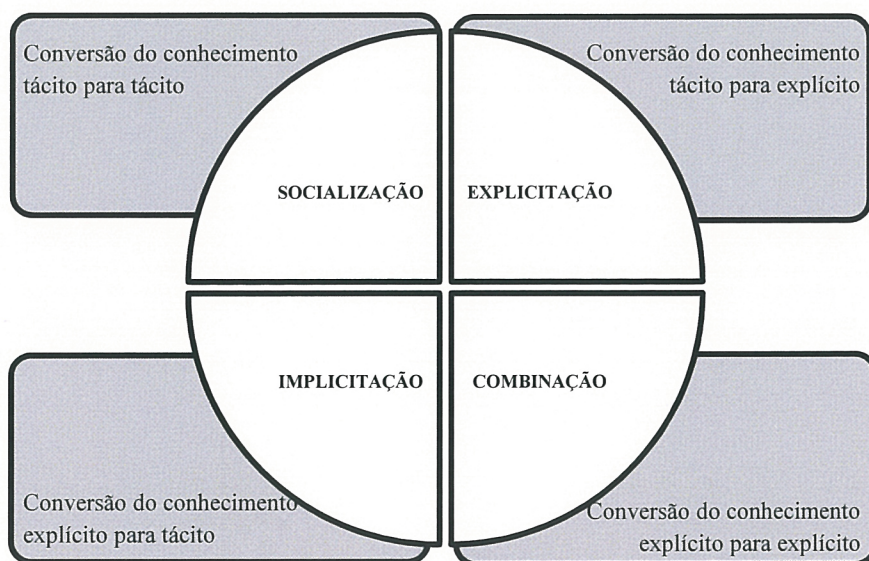 Conversão do conhecimento
tácito para tácito
Conversão do conhecimento
tácito para explícito
SOCIALIZAÇÃO
EXPLICITAÇÃO
IMPLICITAÇÃO
COMBINAÇÃO
Conversão do conhecimento
explícito para tácito
Conversão do conhecimento
explícito para explícito